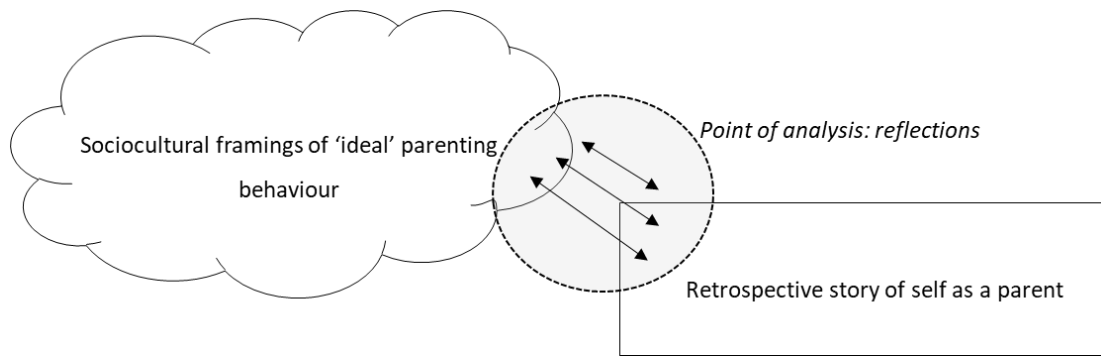 Sociocultural framings of ‘ideal’ parenting
behaviour
Point of analysis: reflections
Retrospective story of self as a parent